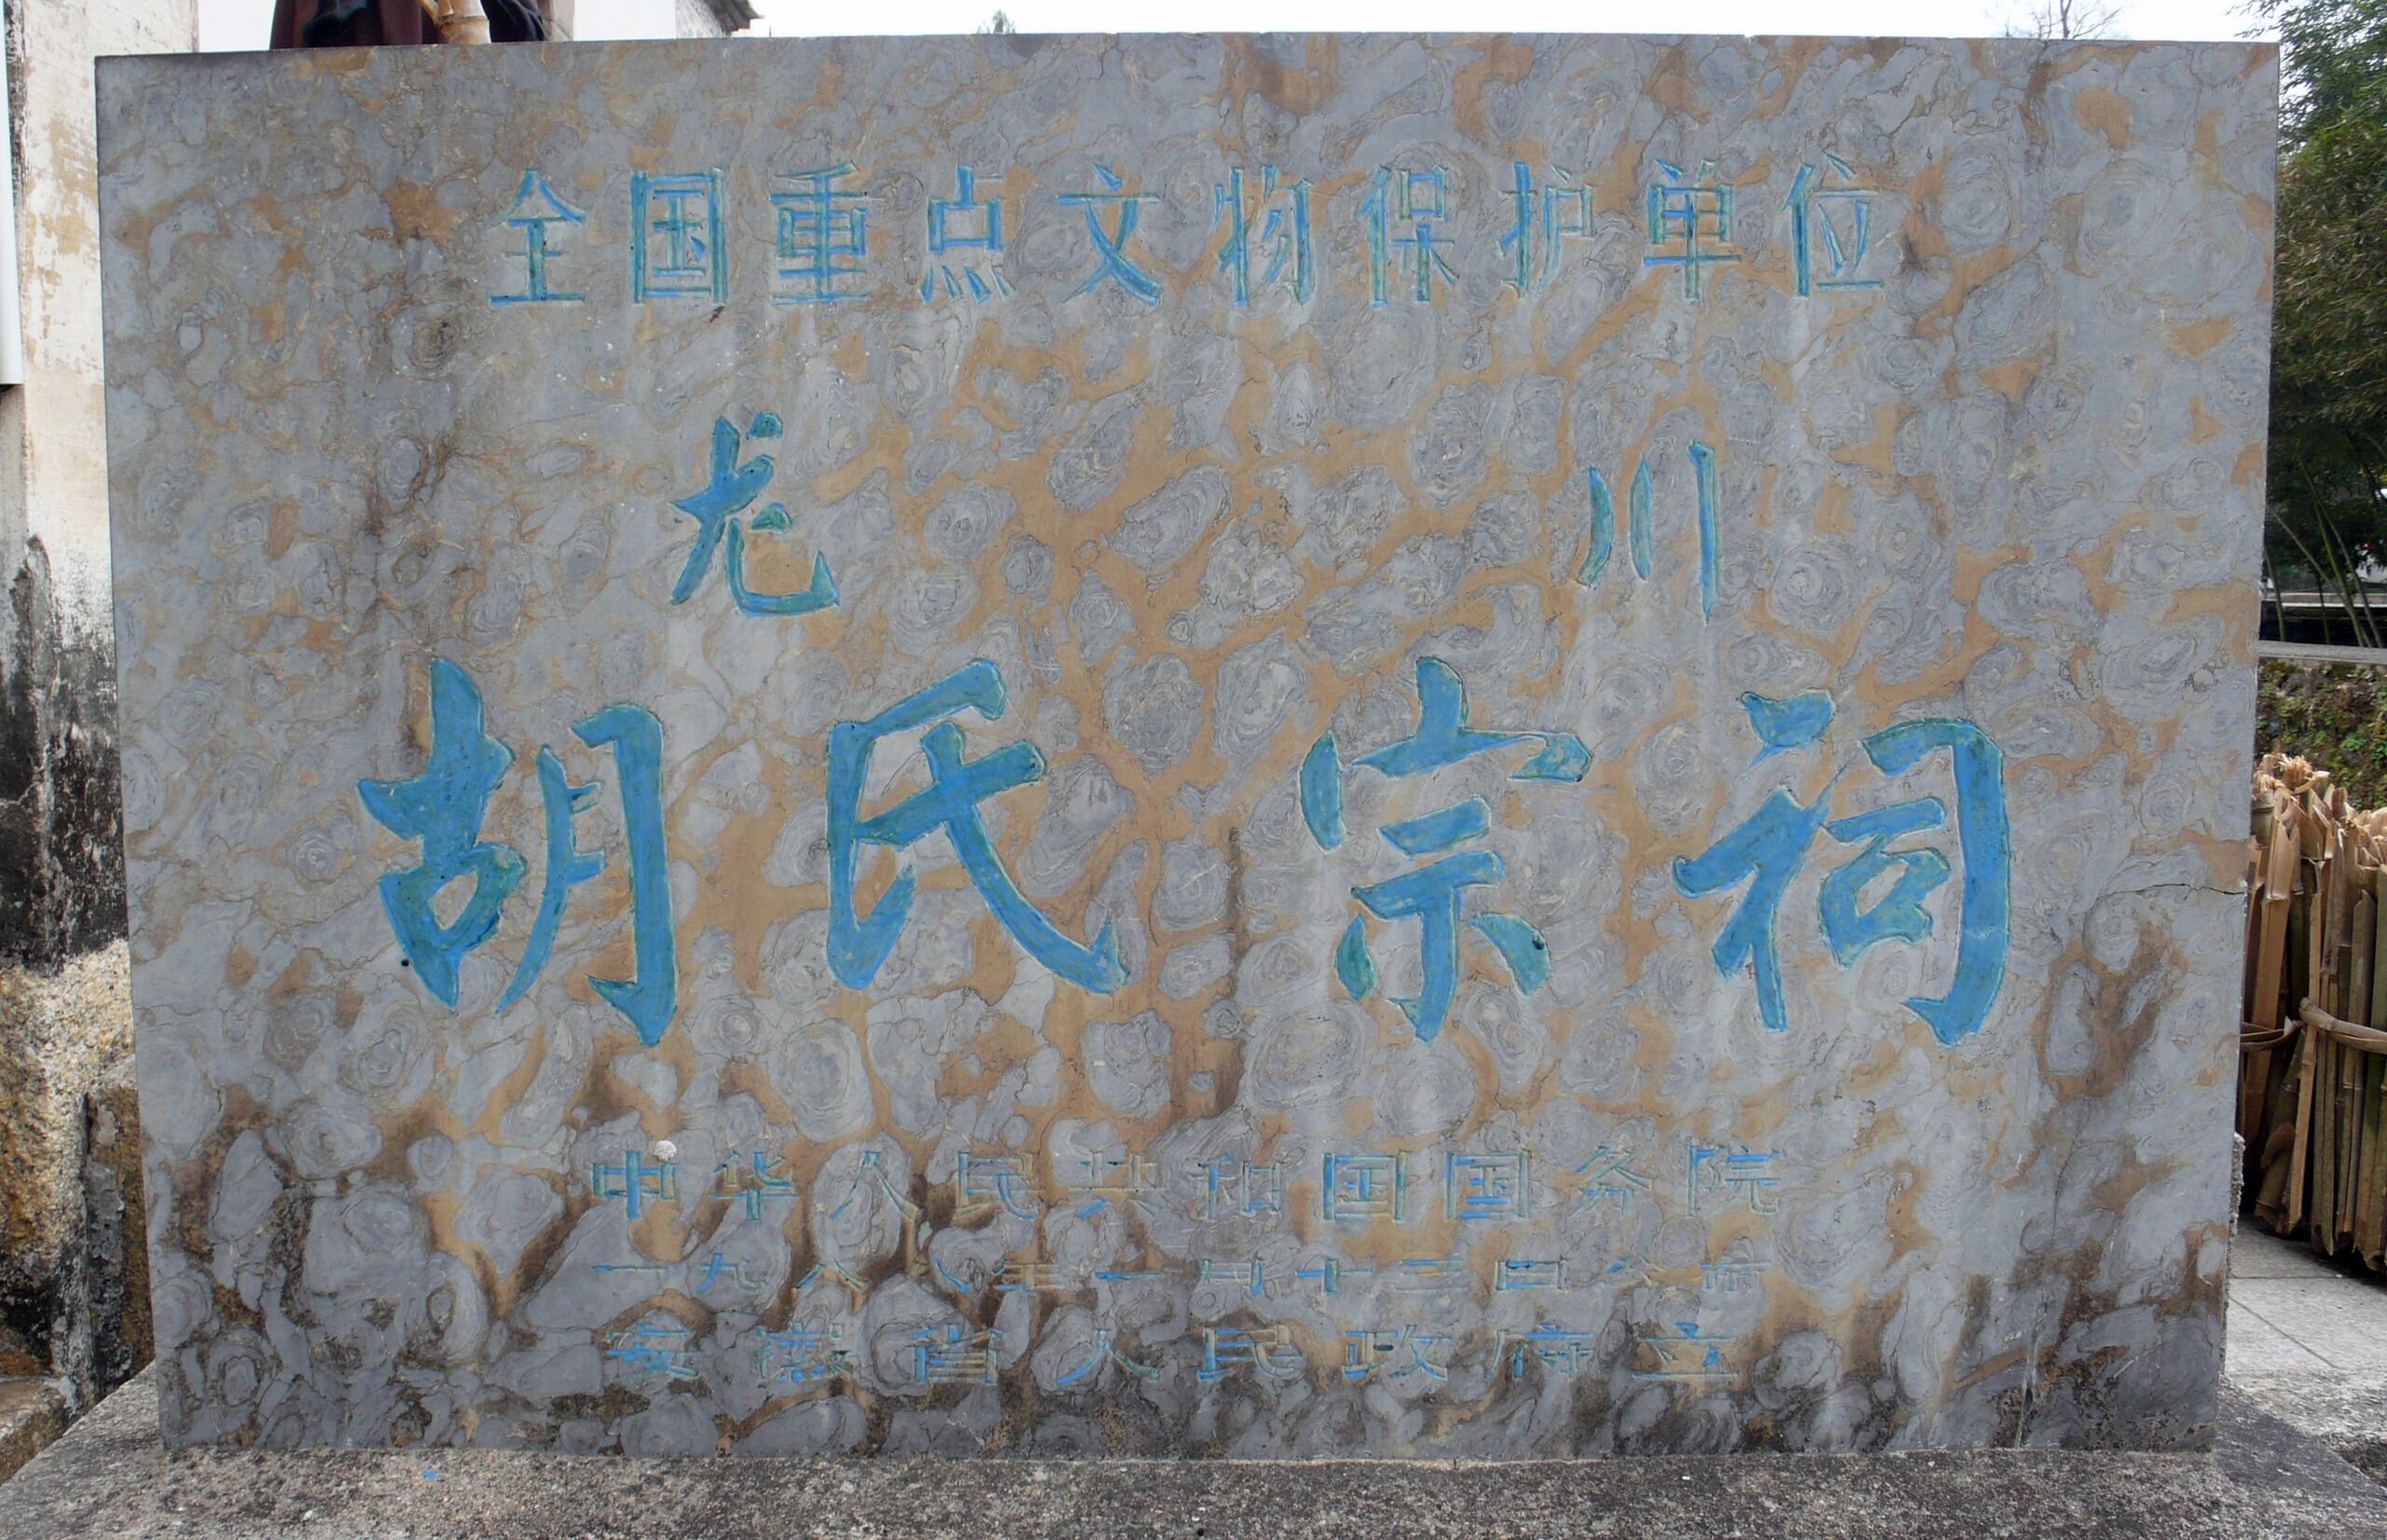 全国重点文物保护单位
龙川
胡氏宗祠
中华人民共和国国务院
一九八八年一月十三日公布
安徽省人民政府立